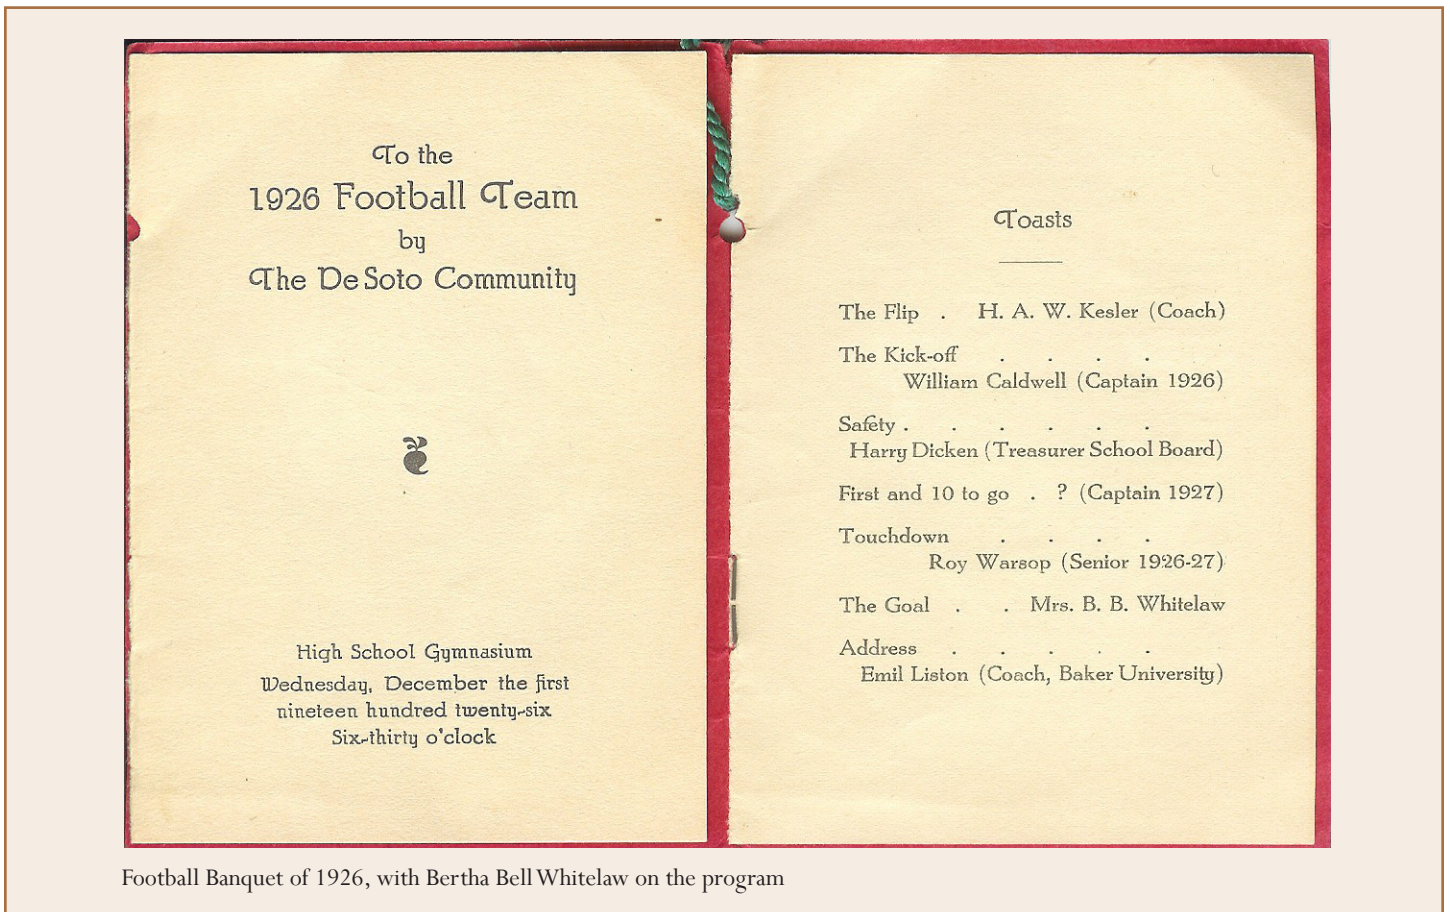 To the
1926 Football Team
by
The De Soto Community
High School Gymnasium
Wednesday, December the first
nineteen hundred twenty-six
Six-thirty o'clock
Toasts
The Flip . H. A. W. Kesler (Coach)
The Kick-off . . . .
William Caldwell (Captain 1926)
Safety . . . . . .
Harry Dicken (Treasurer School Board)
First and 10 to go . ? (Captain 1927)
Touchdown . . . .
Roy Warsop (Senior 1926-27)
The Goal . . Mrs. B. B. Whitelaw
Address . . . . .
Emil Liston (Coach, Baker University)
Football Banquet of 1926, with Bertha Bell Whitelaw on the program